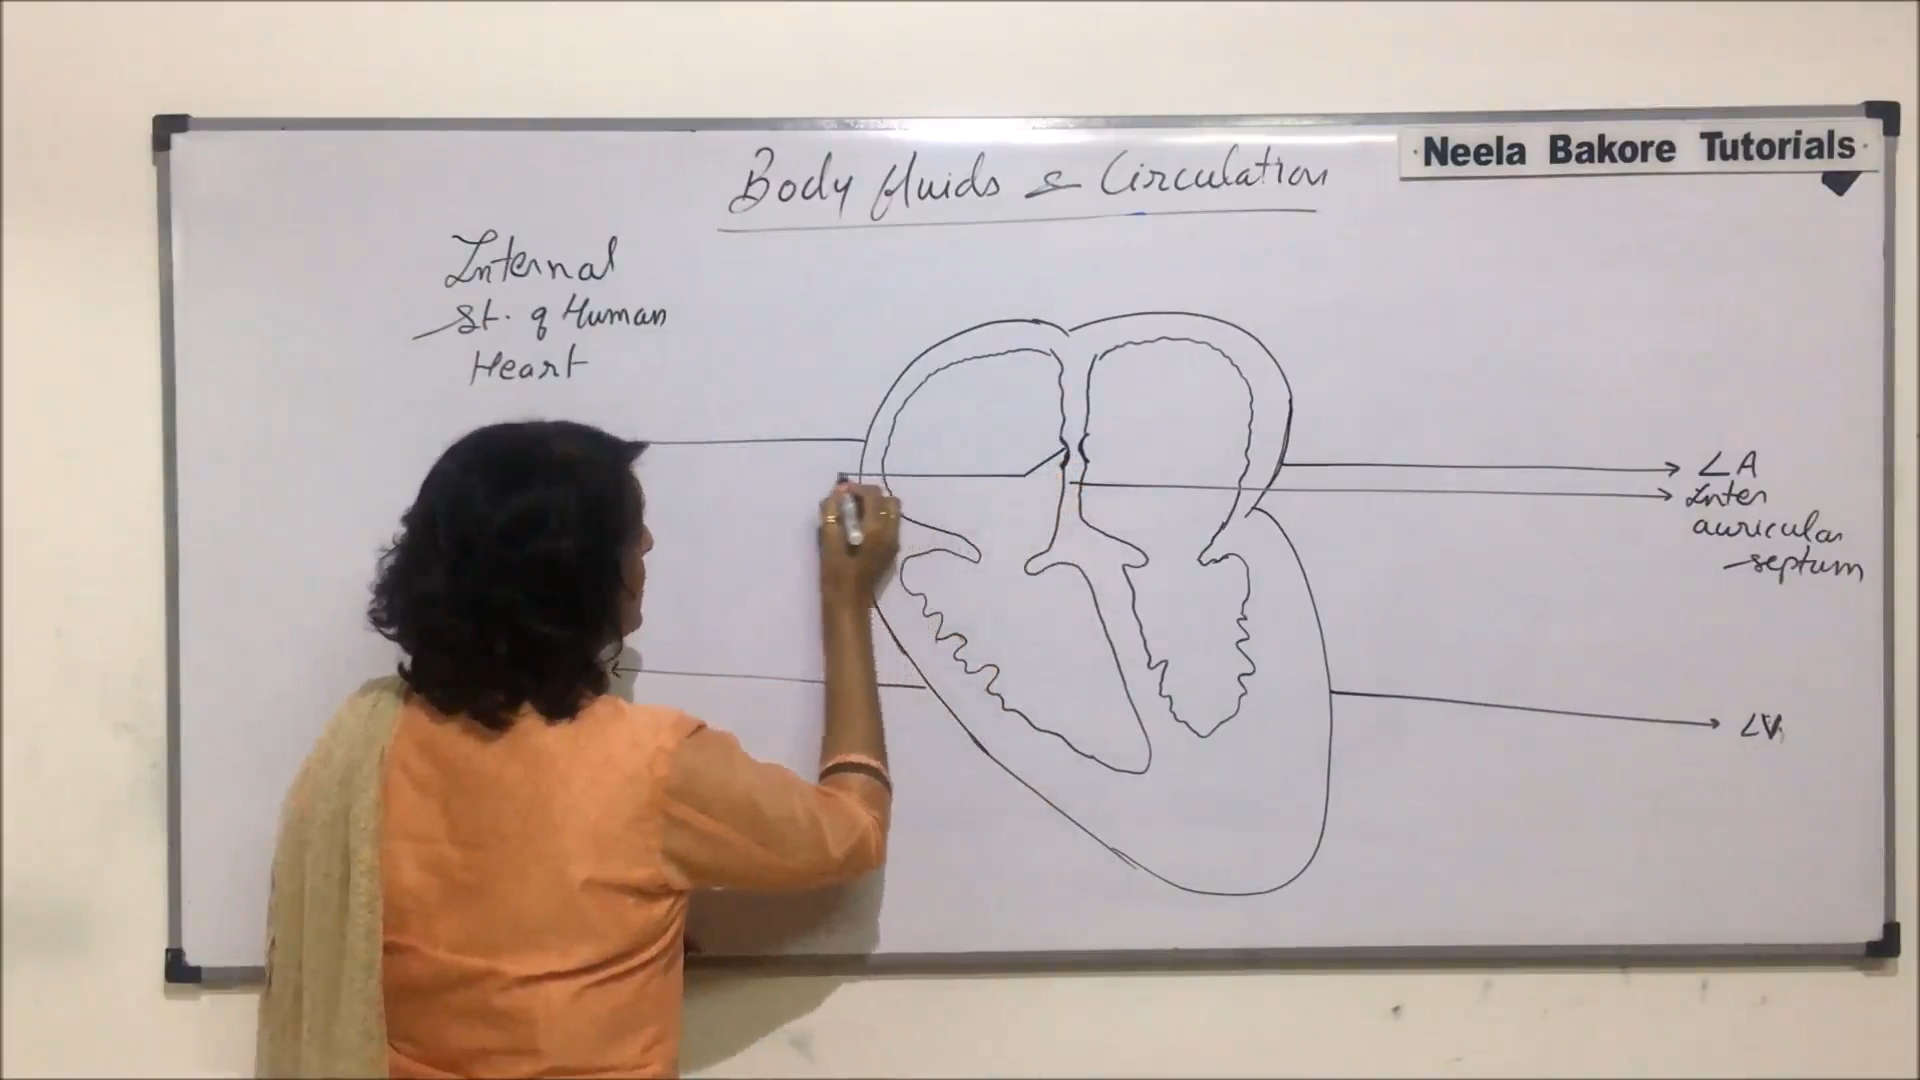 Neela Bakore Tutorials
Body fluids & Circulation
Internal
St. of Human
Heart
LA
Inter
auricular
septum
LV